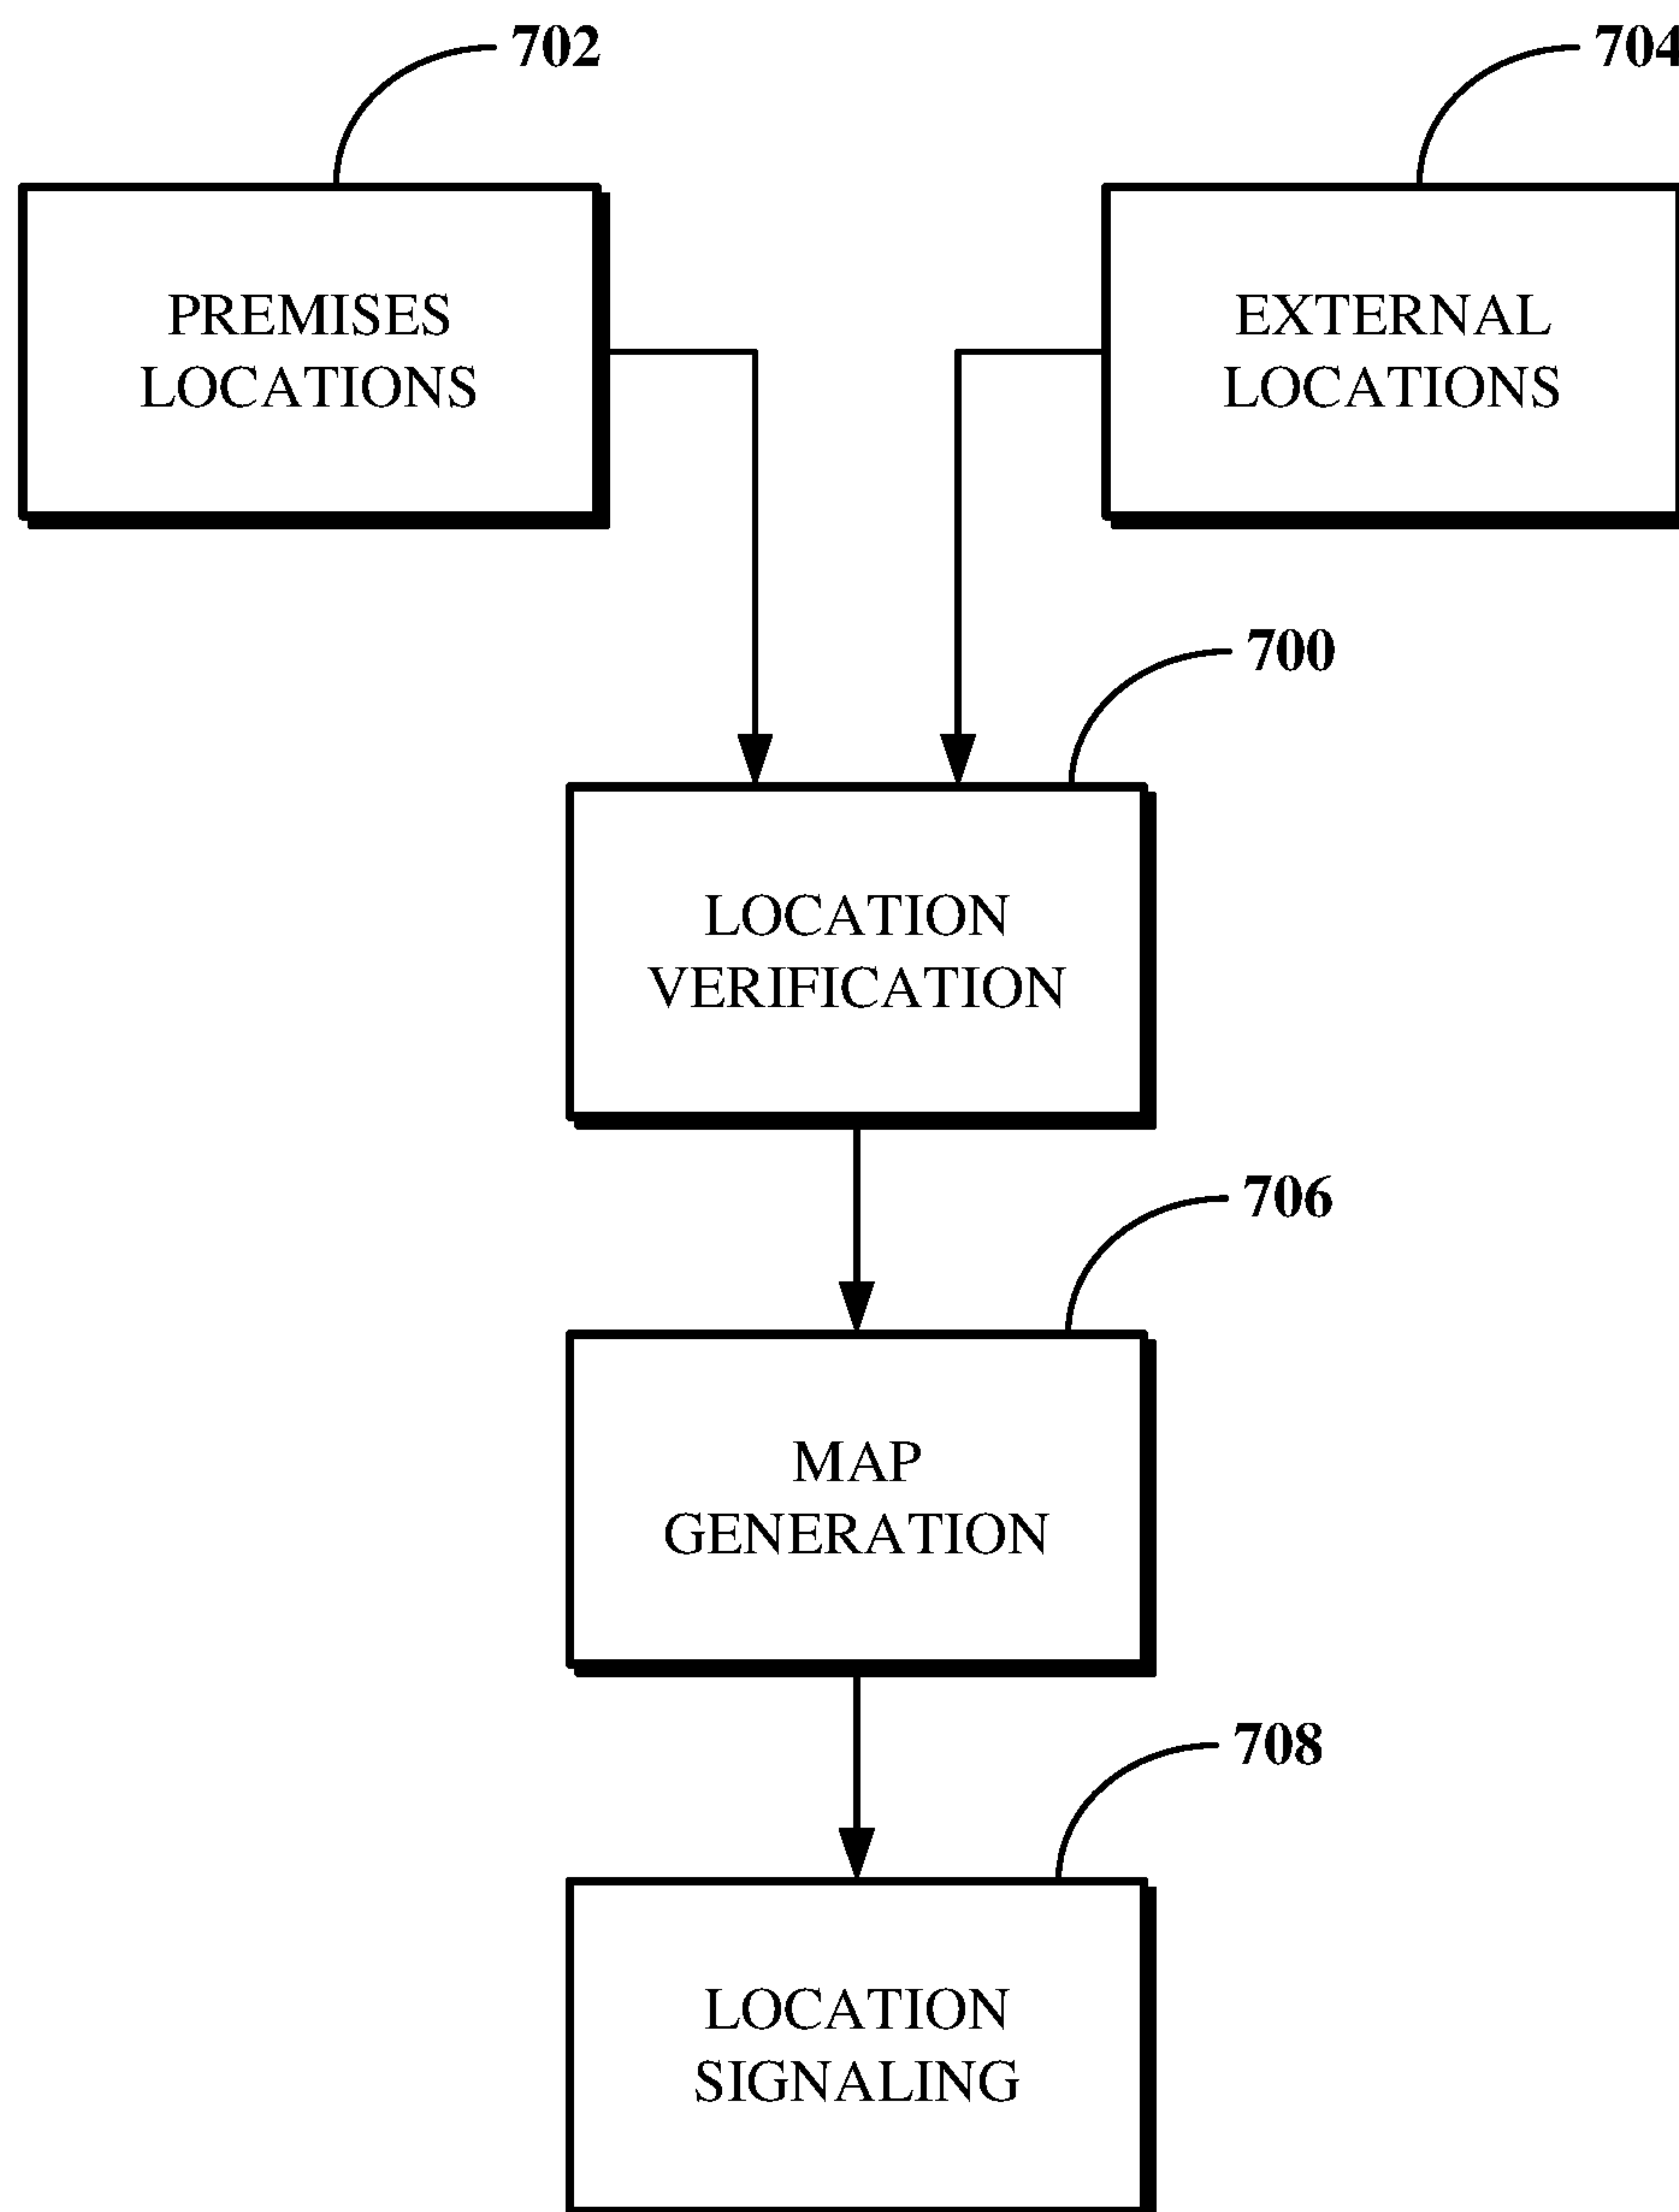 702
704
PREMISES
LOCATIONS
EXTERNAL
LOCATIONS
700
LOCATION
VERIFICATION
706
MAP
GENERATION
708
LOCATION
SIGNALING